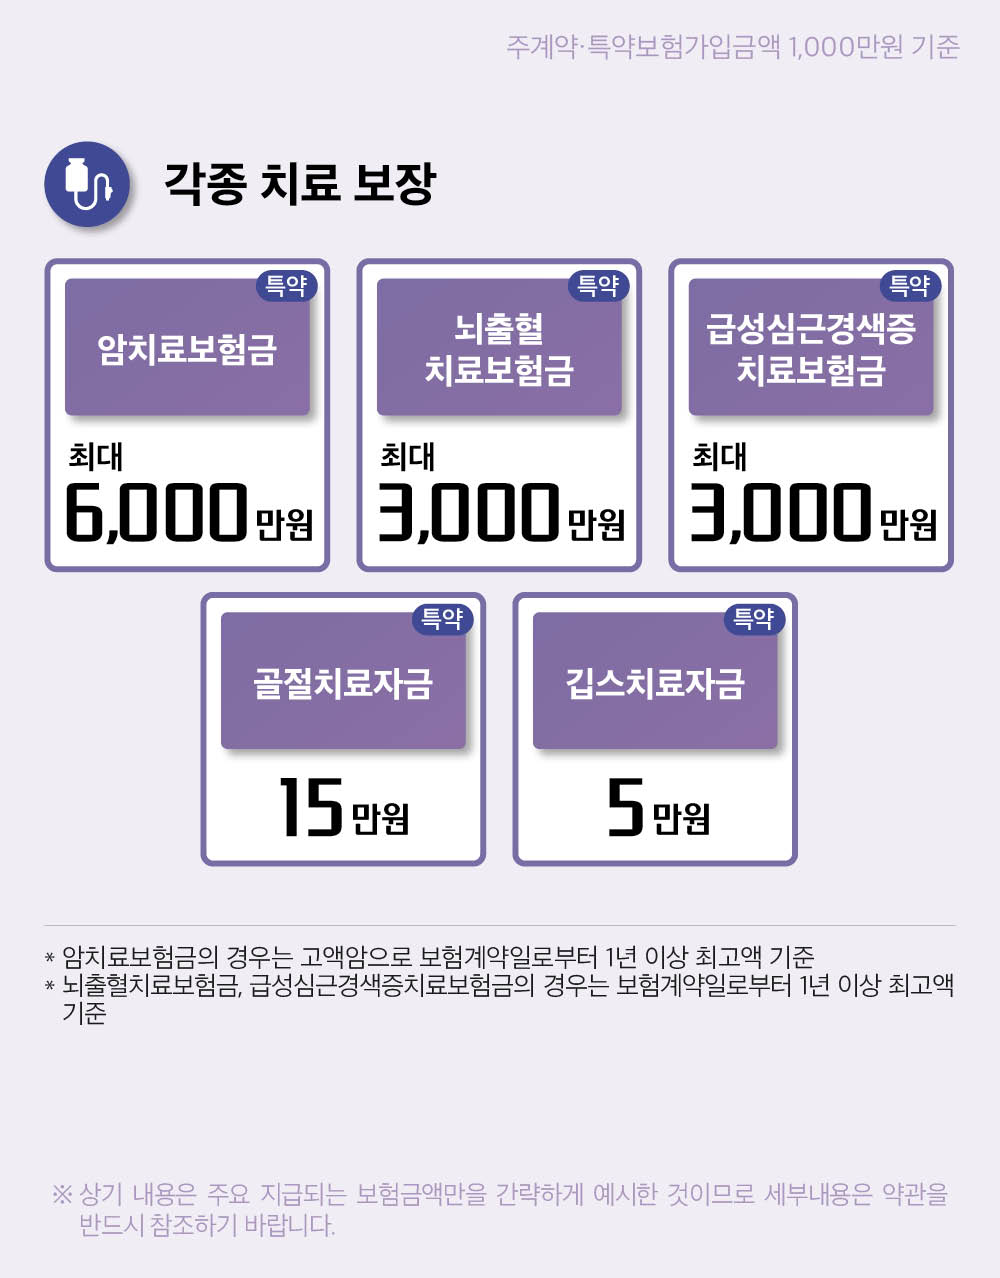 주계약·특약보험가입금액 1,000만원 기준
각종 치료 보장
특약
암치료보험금
최대
6,000만원
특약
뇌출혈
치료보험금
최대
3,000만원
특약
급성심근경색증
치료보험금
최대
3,000만원
특약
골절치료자금
15만원
특약
깁스치료자금
5만원
* 암치료보험금의 경우는 고액암으로 보험계약일로부터 1년 이상 최고액 기준
* 뇌출혈치료보험금, 급성심근경색증치료보험금의 경우는 보험계약일로부터 1년 이상 최고액
기준
※ 상기 내용은 주요 지급되는 보험금액만을 간략하게 예시한 것이므로 세부내용은 약관을
반드시 참조하기 바랍니다.